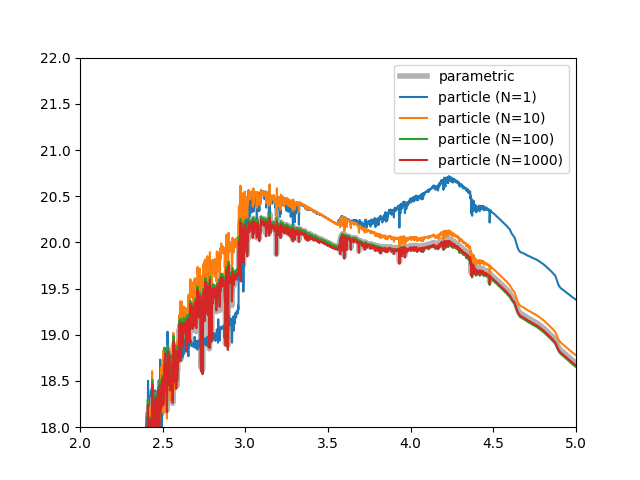 22.0
21.5
21.0
20.5
20.0
19.5
19.0
18.5
18.0
2.0 2.5 3.0 3.5 4.0 4.5 5.0
parametric
particle (N=1)
particle (N=10)
particle (N=100)
particle (N=1000)